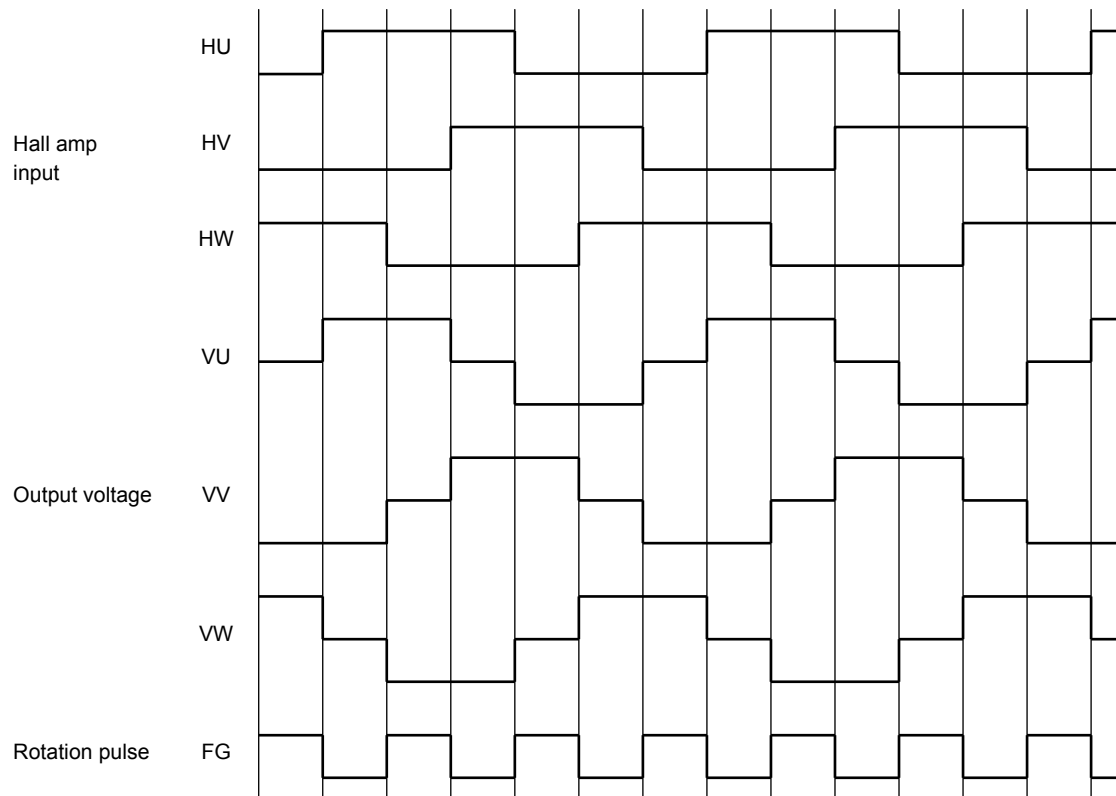 HU
Hall amp
input
HV
HW
VU
Output voltage
VV
VW
Rotation pulse
FG